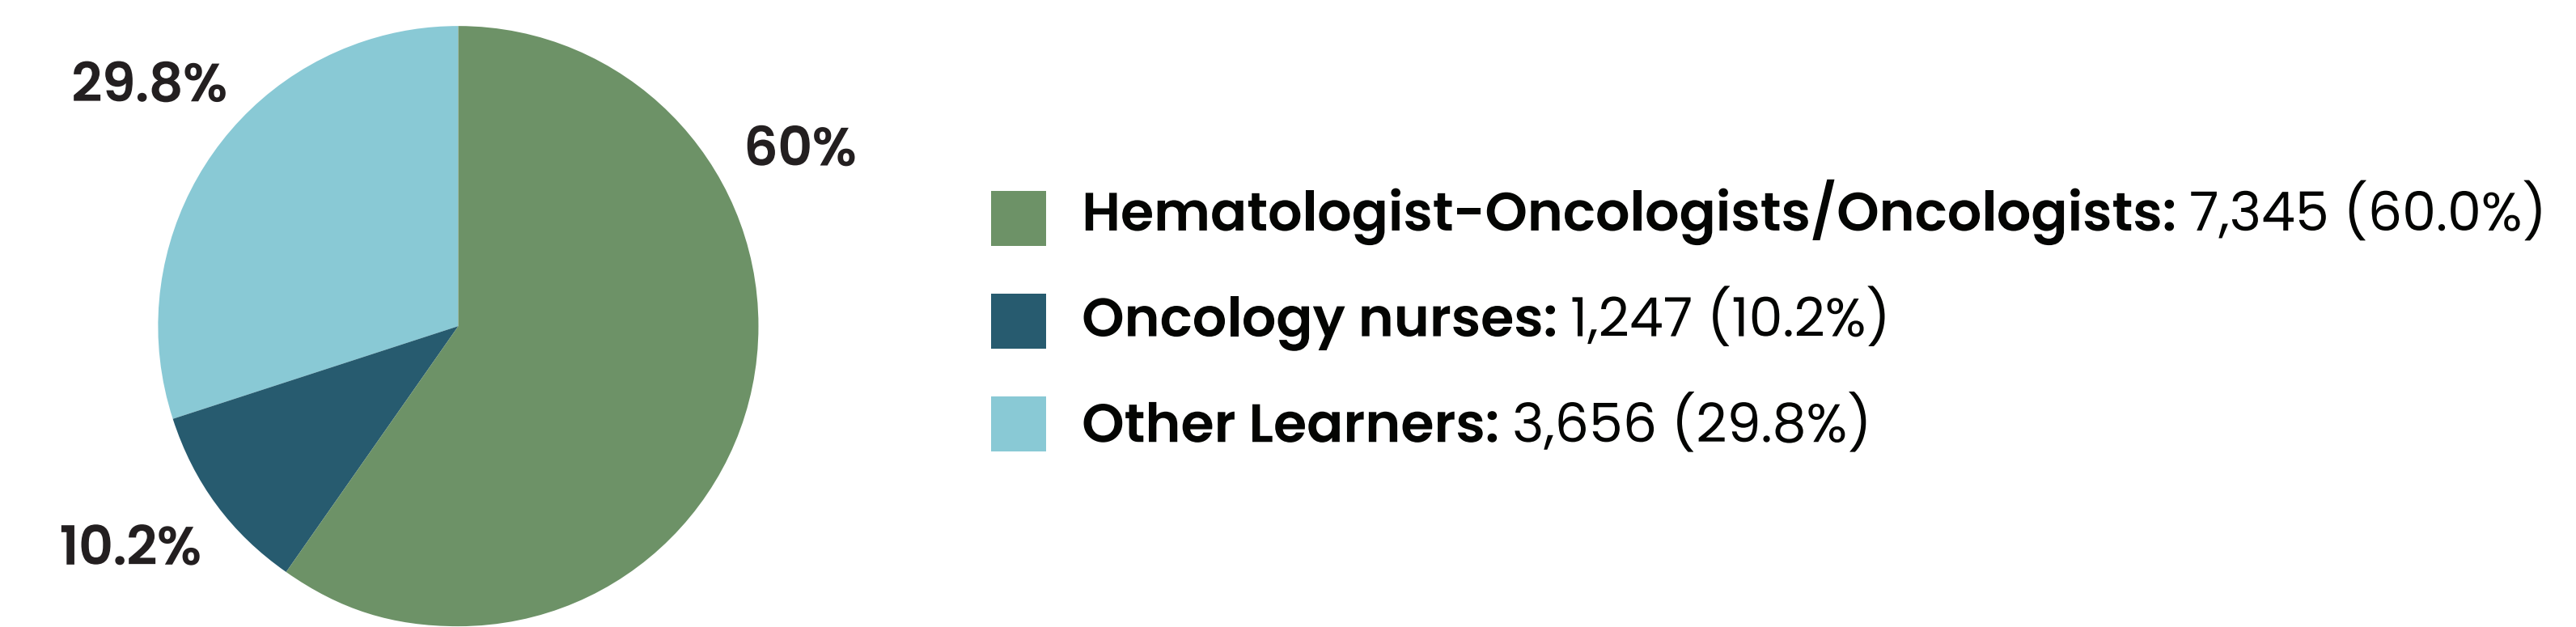 29.8%
60%
10.2%
Hematologist-Oncologists/Oncologists: 7,345 (60.0%)
Oncology nurses: 1,247 (10.2%)
Other Learners: 3,656 (29.8%)